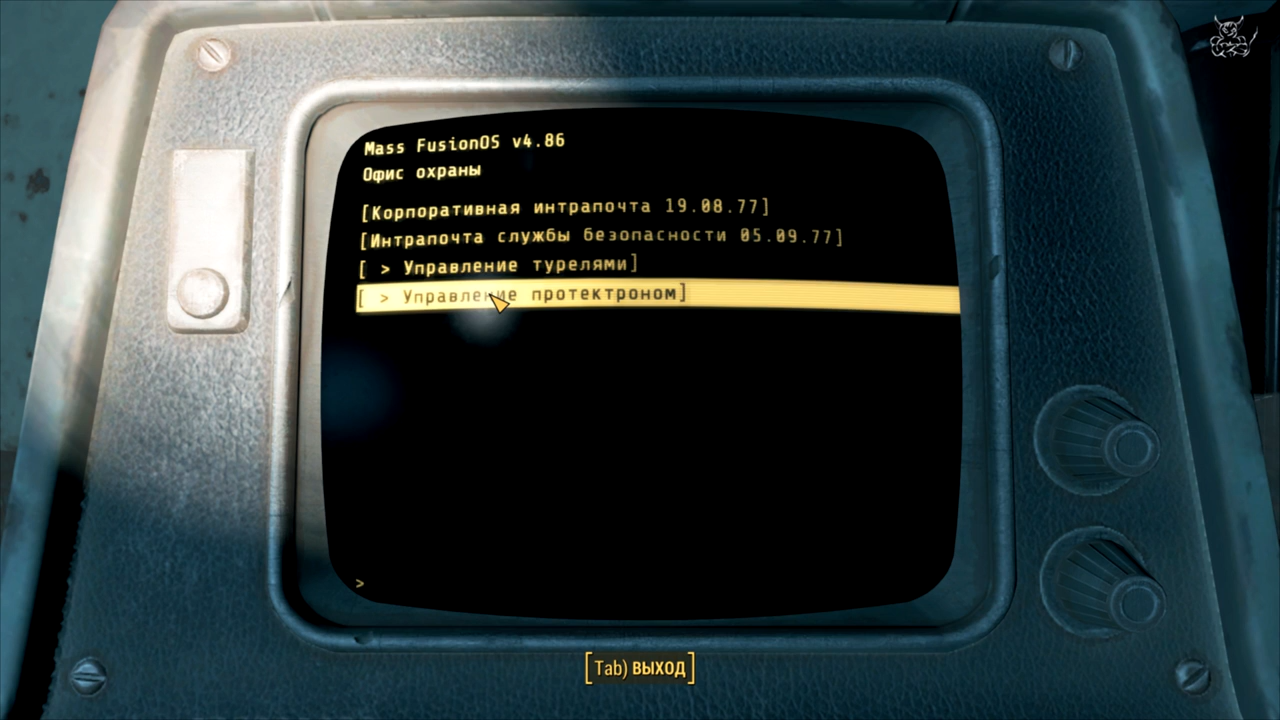 Mass FusionOS v4.86
Офис охраны
[Корпоративная интрапочта 19.08.77]
[Интрапочта службы безопасности 05.09.77]
[ > Управление турелями]
[ > Управление протектроном]
>
[Tab) ВЫХОД]